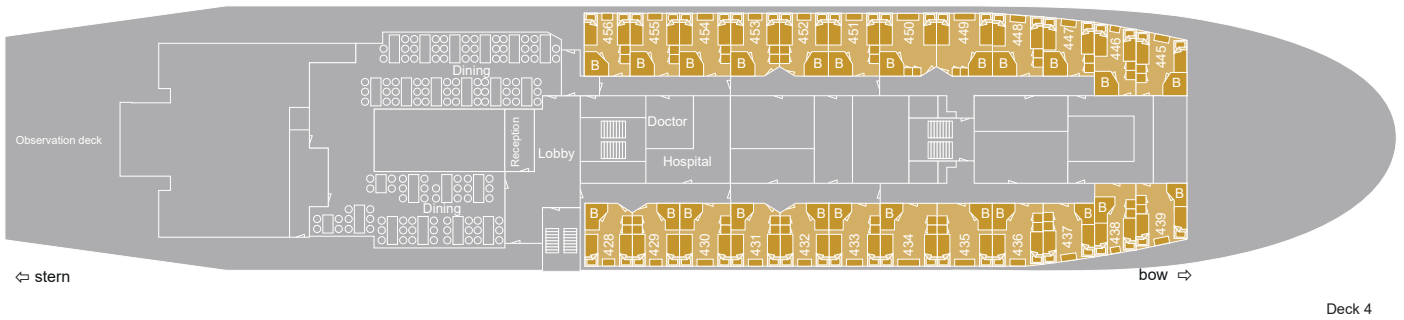 456 455 454 453 452 451 450 449 448 447 446 445
B B B B B B B B B B B B
Dining
Observation deck
Reception
Lobby
Doctor
Hospital
Dining
B B B B B B B B B B B B
428 429 430 431 432 433 434 435 436 437 438 439
⇦ stern
bow ⇨
Deck 4